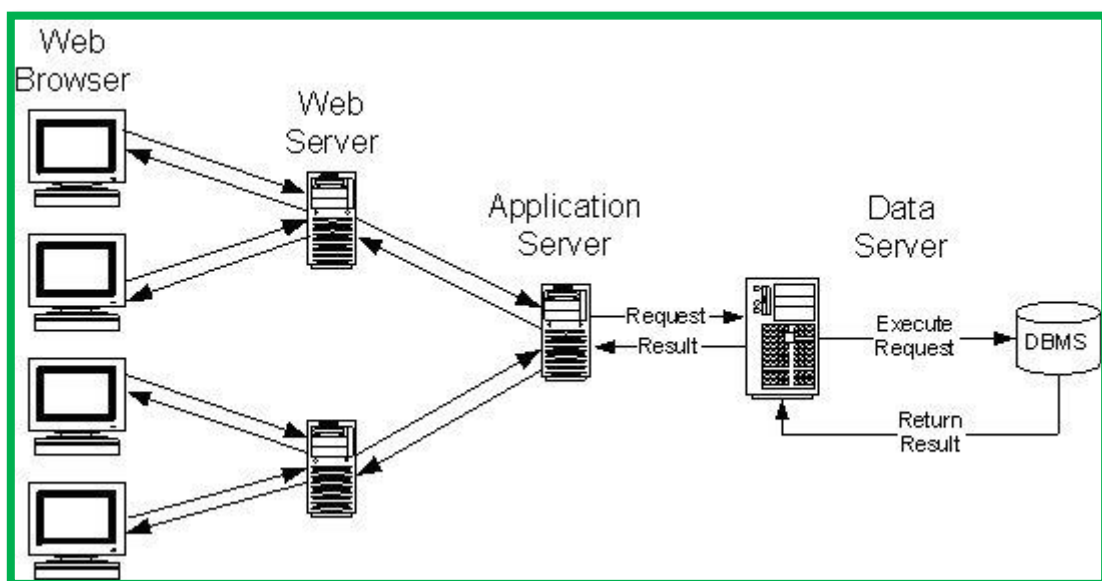 Web
Browser
Web
Server
Application
Server
Data
Server
Request
Result
Execute
Request
DBMS
Return
Result